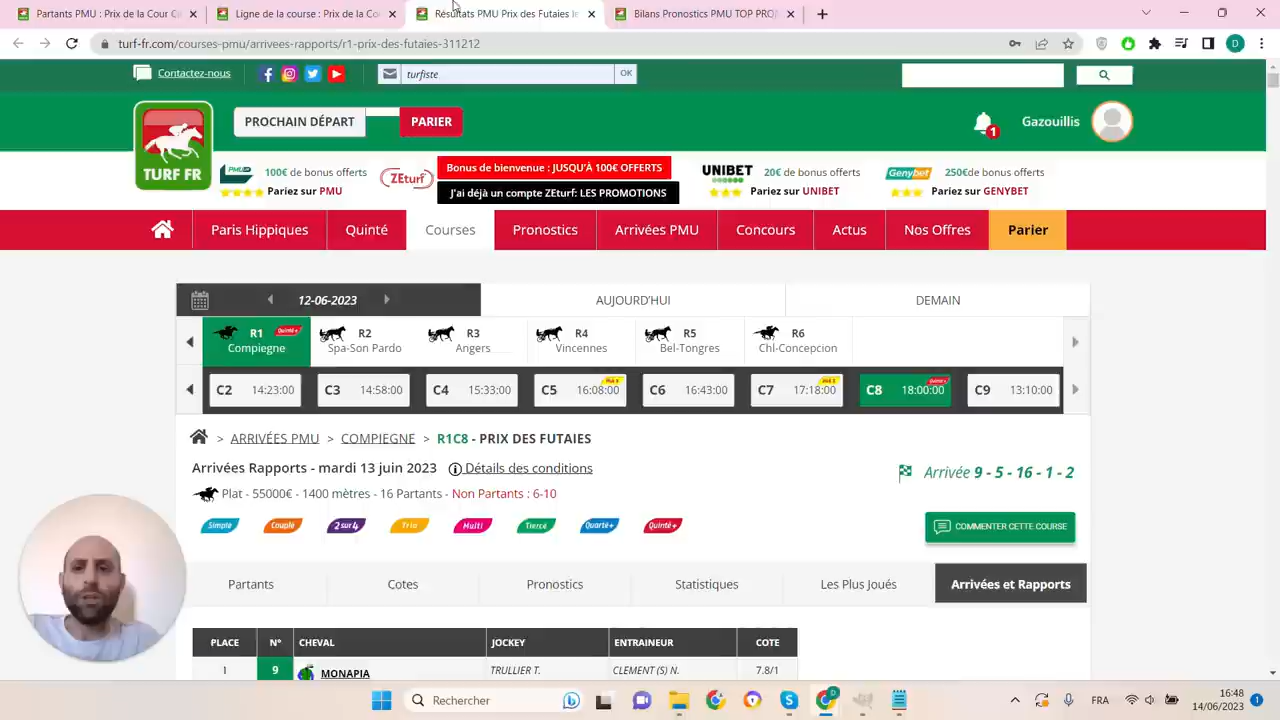 Partants : Prix de la Cour C
Ligne de la course : Prix de la Co
Résultats PMU Prix des Futaies le
Bilans Pronostics PMU TOP PRO
turf-fr.com/courses-pmu/arrivees-rapports/r1-prix-des-futaies-311212
D
Contactez-nous
turfiste
OK
TURF FR
PROCHAIN DÉPART
PARIER
1
Gazouillis
PMU
100€ de bonus offerts
Pariez sur PMU
ZEturf
Bonus de bienvenue : JUSQU'À 100€ OFFERTS
J'ai déjà un compte ZEturf: LES PROMOTIONS
UNIBET
20€ de bonus offerts
Pariez sur UNIBET
Genybet
250€de bonus offerts
Pariez sur GENYBET
Paris Hippiques
Quinté
Courses
Pronostics
Arrivées PMU
Concours
Actus
Nos Offres
Parier
12-06-2023
AUJOURD'HUI
DEMAIN
R1 Quinté+
Compiegne
R2
Spa-Son Pardo
R3
Angers
R4
Vincennes
R5
Bel-Tongres
R6
Chl-Concepcion
C2 14:23:00
C3 14:58:00
C4 15:33:00
C5 16:08:00
C6 16:43:00
C7 17:18:00
C8 18:00:00
C9 13:10:00
> ARRIVÉES PMU > COMPIEGNE > R1C8 - PRIX DES FUTAIES
Arrivées Rapports - mardi 13 juin 2023 Détails des conditions
Arrivée 9 - 5 - 16 - 1 - 2
Plat - 55000€ - 1400 mètres - 16 Partants - Non Partants : 6-10
Simple
Couplé
2 sur 4
Trio
Multi
Tiercé
Quarté+
Quinté+
COMMENTER CETTE COURSE
Partants
Cotes
Pronostics
Statistiques
Les Plus Joués
Arrivées et Rapports
PLACE N° CHEVAL JOCKEY ENTRAINEUR COTE
1 9 MONAPIA TRULLIER T. CLEMENT (S) N. 7.8/1
Rechercher
D
FRA
16:48
14/06/2023
1